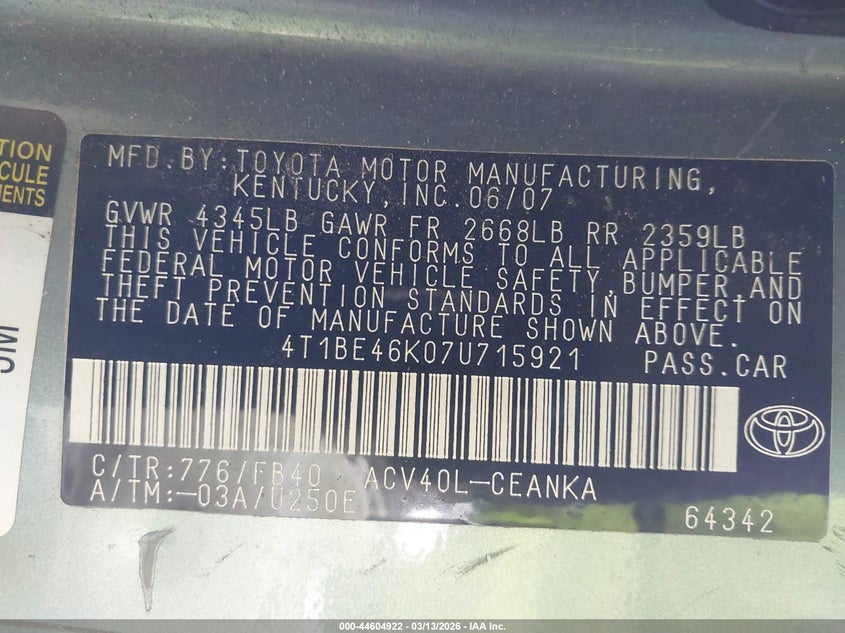 TION
ICULE
MENTS
MFD.BY:TOYOTA MOTOR MANUFACTURING,
KENTUCKY,INC.06/07
GVWR 4345LB GAWR FR 2668LB RR 2359LB
THIS VEHICLE CONFORMS TO ALL APPLICABLE
FEDERAL MOTOR VEHICLE SAFETY,BUMPER,AND
THEFT PREVENTION STANDARDS IN EFFECT ON
THE DATE OF MANUFACTURE SHOWN ABOVE.
4T1BE46K07U715921 PASS.CAR
C/TR:776/FB40 ACV40L-CEANKA
A/TM:-03A/U250E
64342
000-44604922 - 03/13/2026 - IAA Inc.